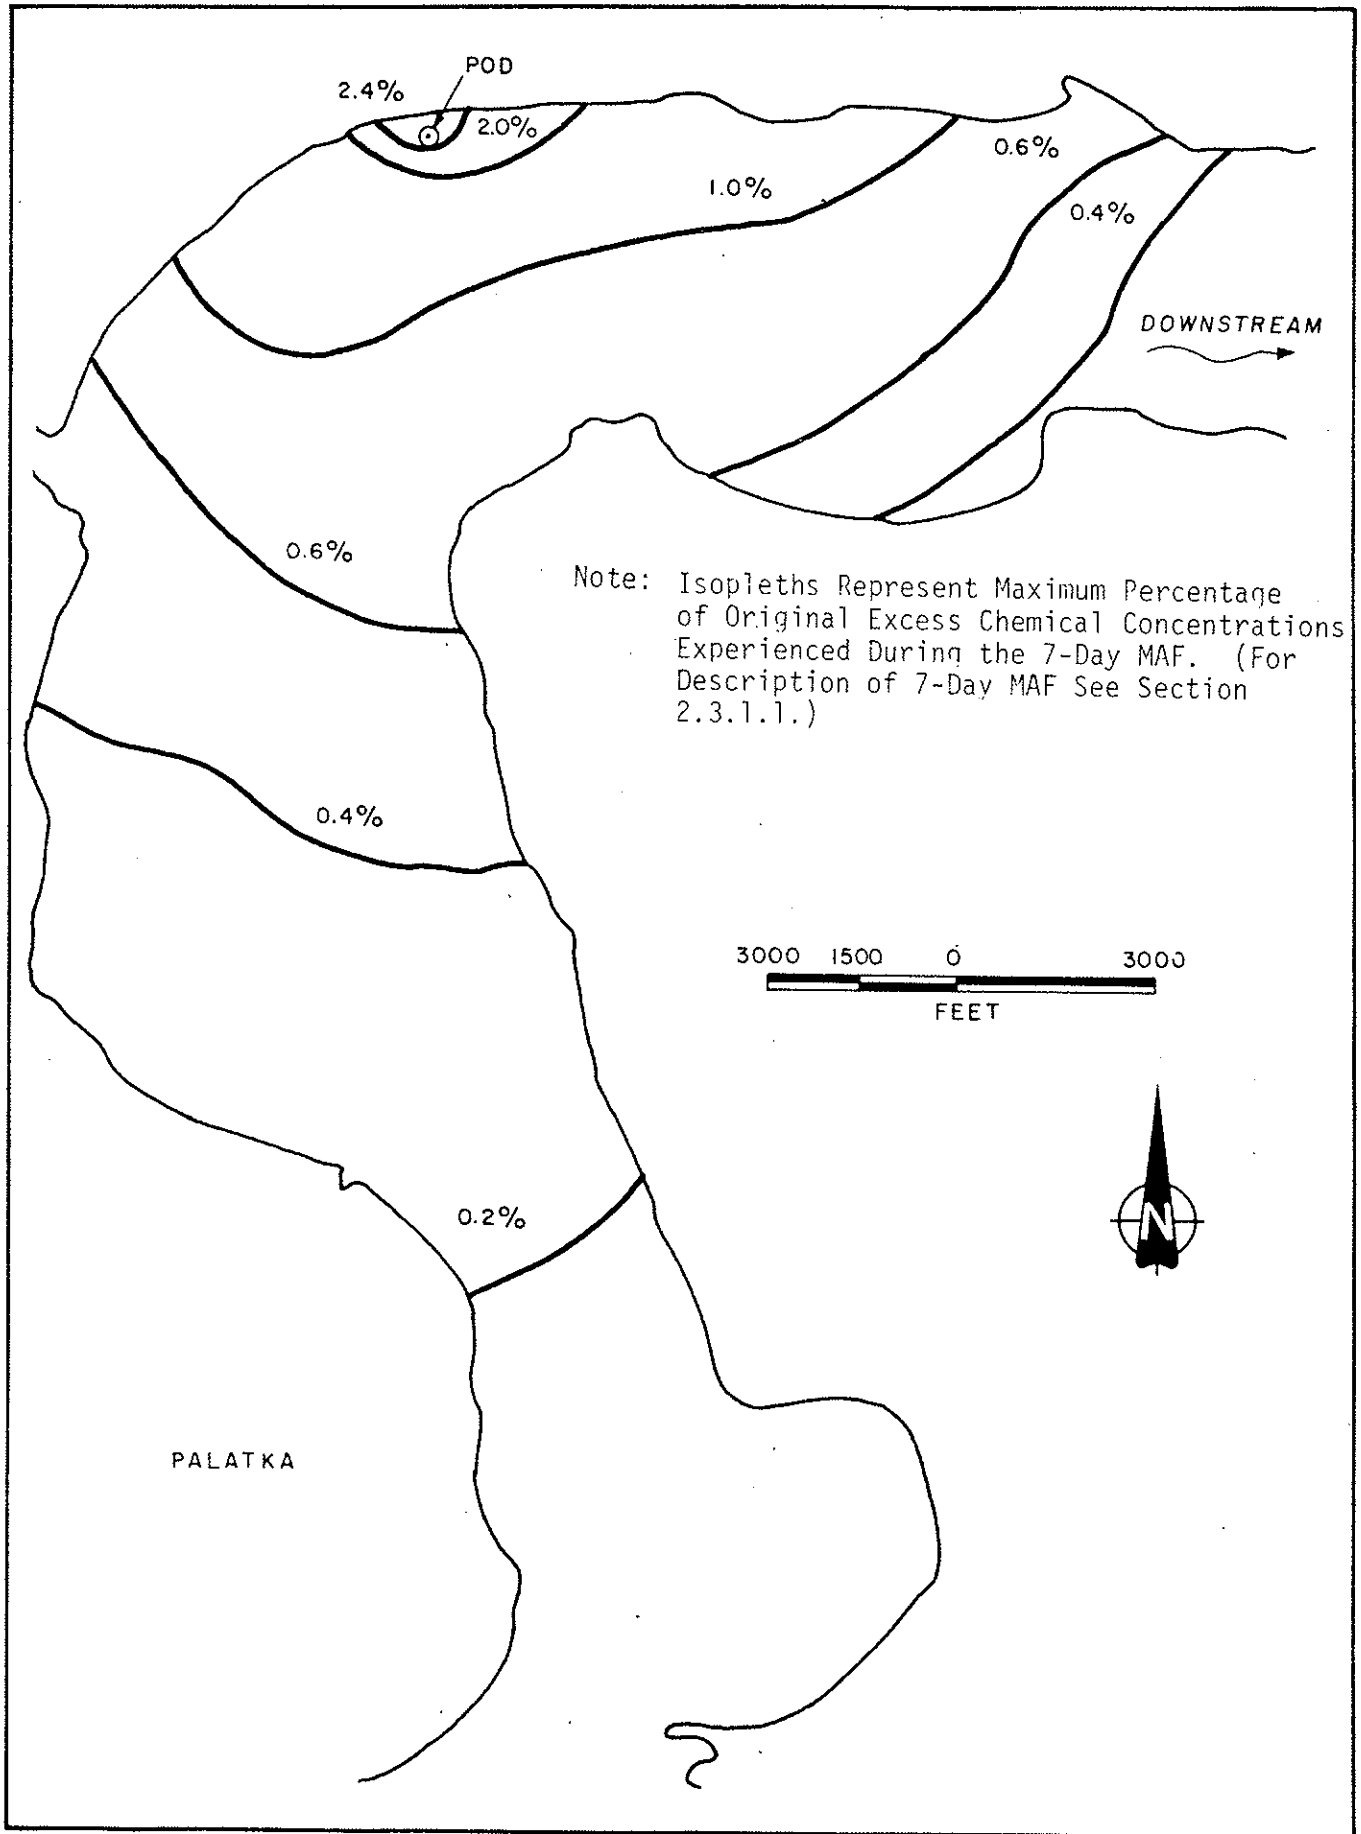 POD
2.4%
2.0%
0.6%
1.0%
0.4%
DOWNSTREAM
0.6%
Note: Isopleths Represent Maximum Percentage
of Original Excess Chemical Concentrations
Experienced During the 7-Day MAF. (For
Description of 7-Day MAF See Section
2.3.1.1.)
0.4%
3000 1500 0 3000
FEET
N
0.2%
PALATKA